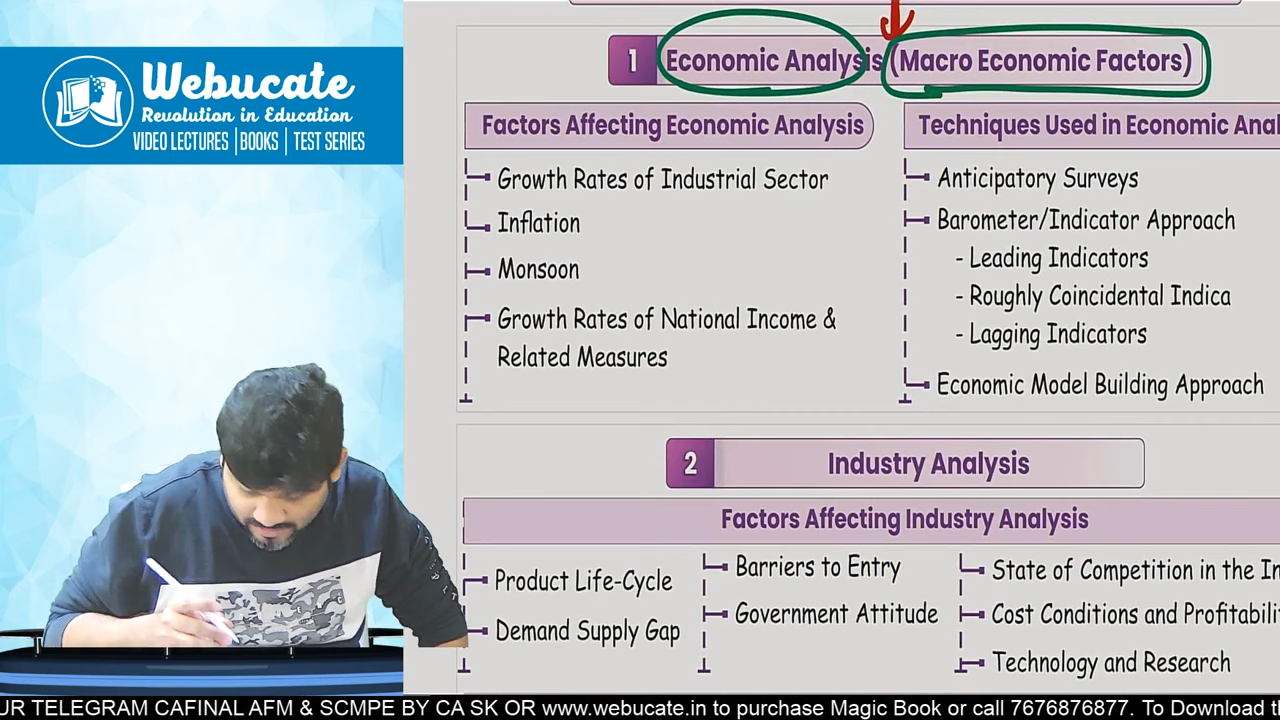 Webucate
Revolution in Education
VIDEO LECTURES | BOOKS | TEST SERIES
1 Economic Analysis (Macro Economic Factors)
Factors Affecting Economic Analysis
Growth Rates of Industrial Sector
Inflation
Monsoon
Growth Rates of National Income &
Related Measures
Techniques Used in Economic Anal
Anticipatory Surveys
Barometer/Indicator Approach
- Leading Indicators
- Roughly Coincidental Indica
- Lagging Indicators
Economic Model Building Approach
2 Industry Analysis
Factors Affecting Industry Analysis
Product Life-Cycle
Demand Supply Gap
Barriers to Entry
Government Attitude
State of Competition in the In
Cost Conditions and Profitabili
Technology and Research
UR TELEGRAM CAFINAL AFM & SCMPE BY CA SK OR www.webucate.in to purchase Magic Book or call 7676876877. To Download t